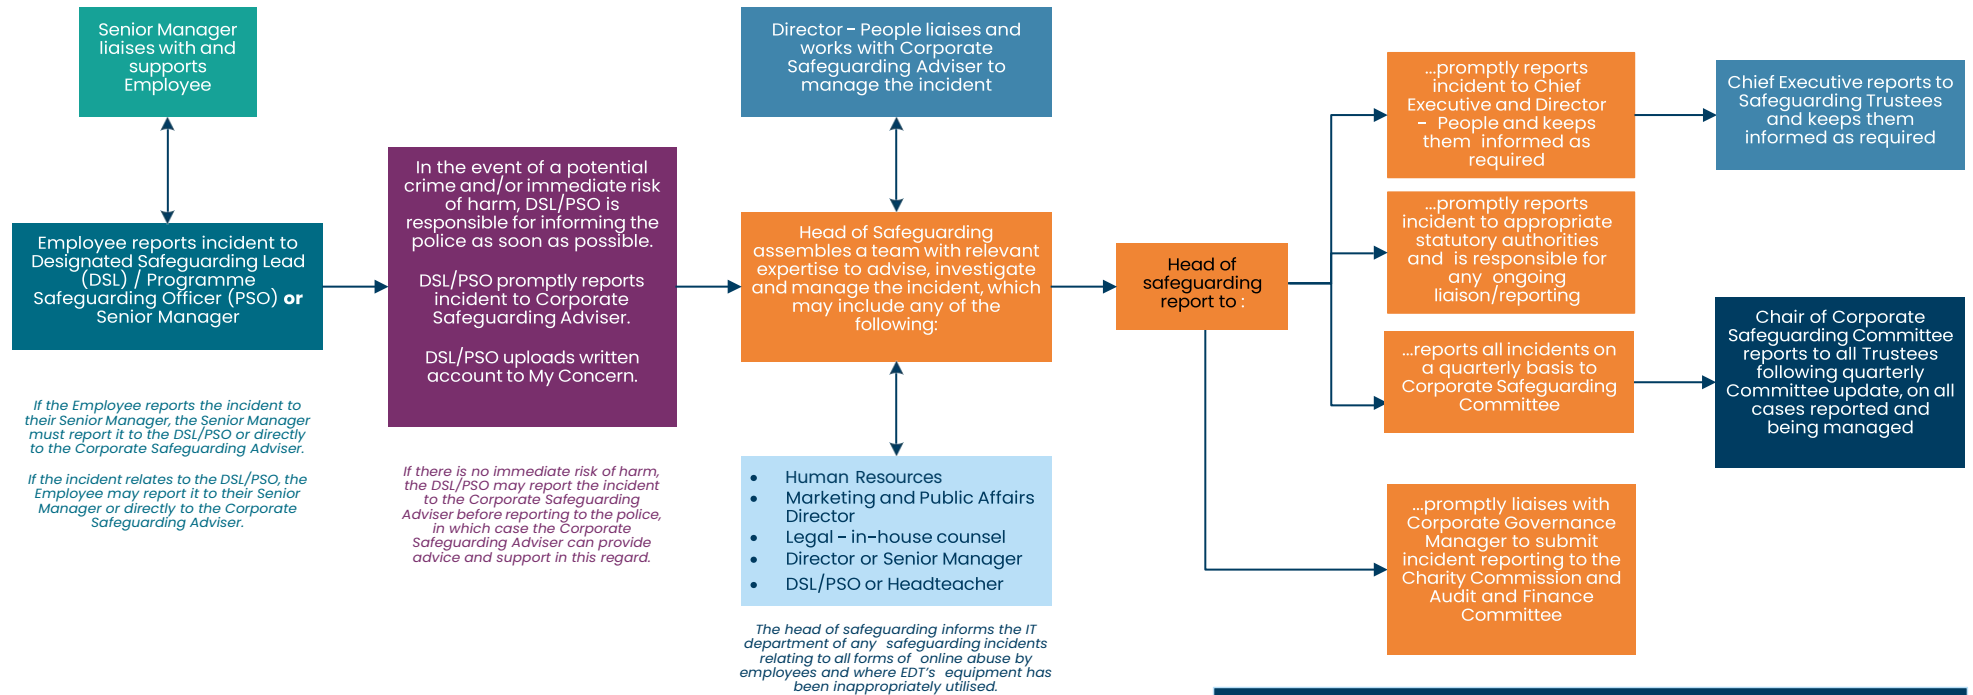 Senior Manager
liaises with and
supports
Employee
Employee reports incident to
Designated Safeguarding Lead
(DSL) / Programme
Safeguarding Officer (PSO) or
Senior Manager
If the Employee reports the incident to
their Senior Manager, the Senior Manager
must report it to the DSL/PSO or directly
to the Corporate Safeguarding Adviser.
If the incident relates to the DSL/PSO, the
Employee may report it to their Senior
Manager or directly to the Corporate
Safeguarding Adviser.
In the event of a potential
crime and/or immediate risk
of harm, DSL/PSO is
responsible for informing the
police as soon as possible.
DSL/PSO promptly reports
incident to Corporate
Safeguarding Adviser.
DSL/PSO uploads written
account to My Concern.
If there is no immediate risk of harm,
the DSL/PSO may report the incident
to the Corporate Safeguarding
Adviser before reporting to the police,
in which case the Corporate
Safeguarding Adviser can provide
advice and support in this regard.
Director – People liaises and
works with Corporate
Safeguarding Adviser to
manage the incident
Head of Safeguarding
assembles a team with relevant
expertise to advise, investigate
and manage the incident, which
may include any of the
following:
• Human Resources
• Marketing and Public Affairs
Director
• Legal – in-house counsel
• Director or Senior Manager
• DSL/PSO or Headteacher
The head of safeguarding informs the IT
department of any safeguarding incidents
relating to all forms of online abuse by
employees and where EDT's equipment has
been inappropriately utilised.
Head of
safeguarding
report to :
...promptly reports
incident to Chief
Executive and Director
– People and keeps
them informed as
required
...promptly reports
incident to appropriate
statutory authorities
and is responsible for
any ongoing
liaison/reporting
...reports all incidents on
a quarterly basis to
Corporate Safeguarding
Committee
...promptly liaises with
Corporate Governance
Manager to submit
incident reporting to the
Charity Commission and
Audit and Finance
Committee
Chief Executive reports to
Safeguarding Trustees
and keeps them
informed as required
Chair of Corporate
Safeguarding Committee
reports to all Trustees
following quarterly
Committee update, on all
cases reported and
being managed